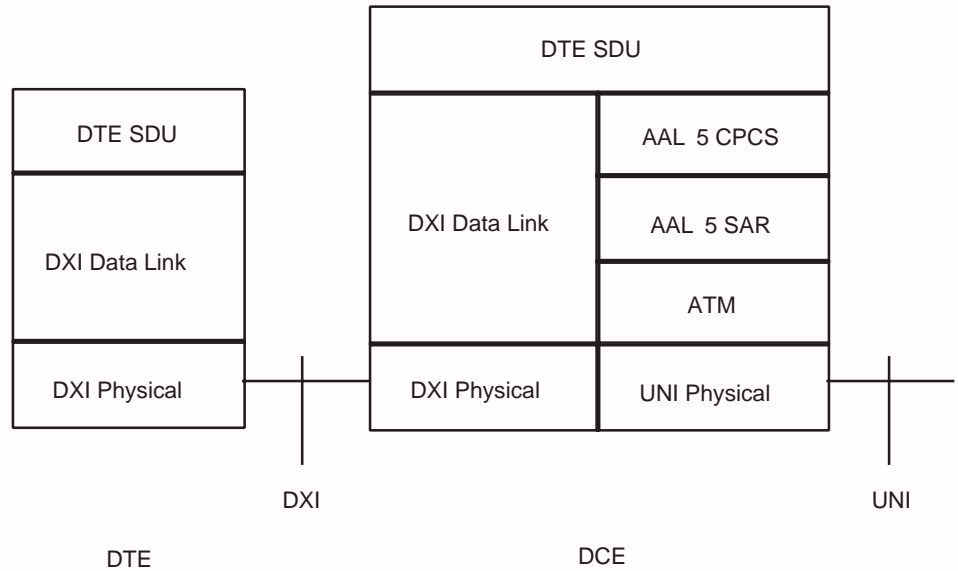 DTE SDU
DTE SDU
AAL 5 CPCS
DXI Data Link
AAL 5 SAR
DXI Data Link
ATM
DXI Physical
DXI Physical
UNI Physical
DXI
UNI
DTE
DCE